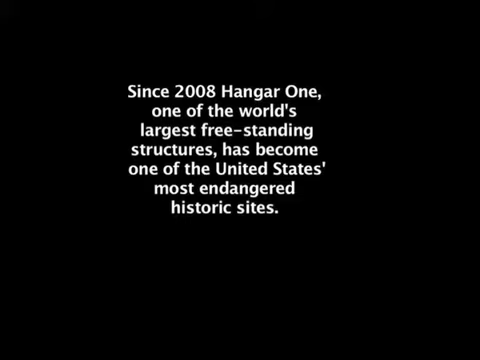 Since 2008 Hangar One,
one of the world's
largest free-standing
structures, has become
one of the United States'
most endangered
historic sites.